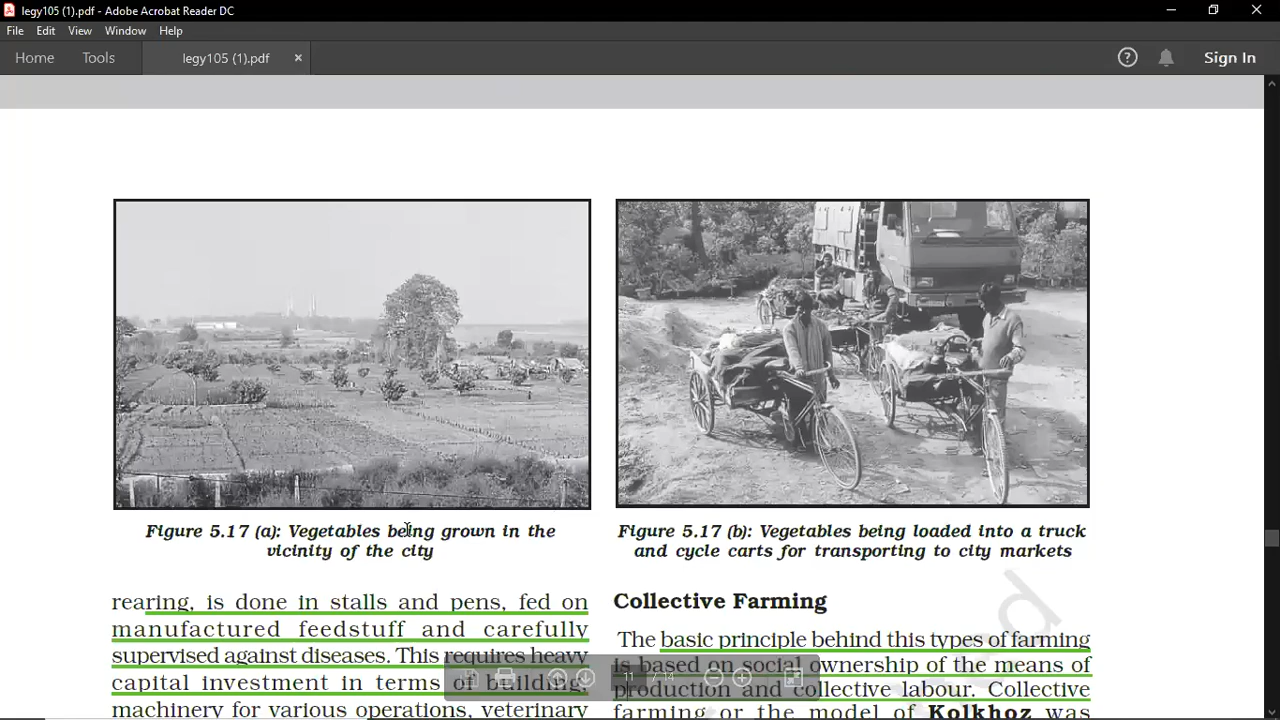 legy105 (1).pdf - Adobe Acrobat Reader DC
File Edit View Window Help
Home Tools legy105 (1).pdf × ? Sign In
Figure 5.17 (a): Vegetables being grown in the
vicinity of the city
Figure 5.17 (b): Vegetables being loaded into a truck
and cycle carts for transporting to city markets
rearing, is done in stalls and pens, fed on
manufactured feedstuff and carefully
supervised against diseases. This requires heavy
capital investment in terms of building,
machinery for various operations, veterinary
Collective Farming
The basic principle behind this types of farming
is based on social ownership of the means of
production and collective labour. Collective
farming or the model of Kolkhoz was
11 / 14